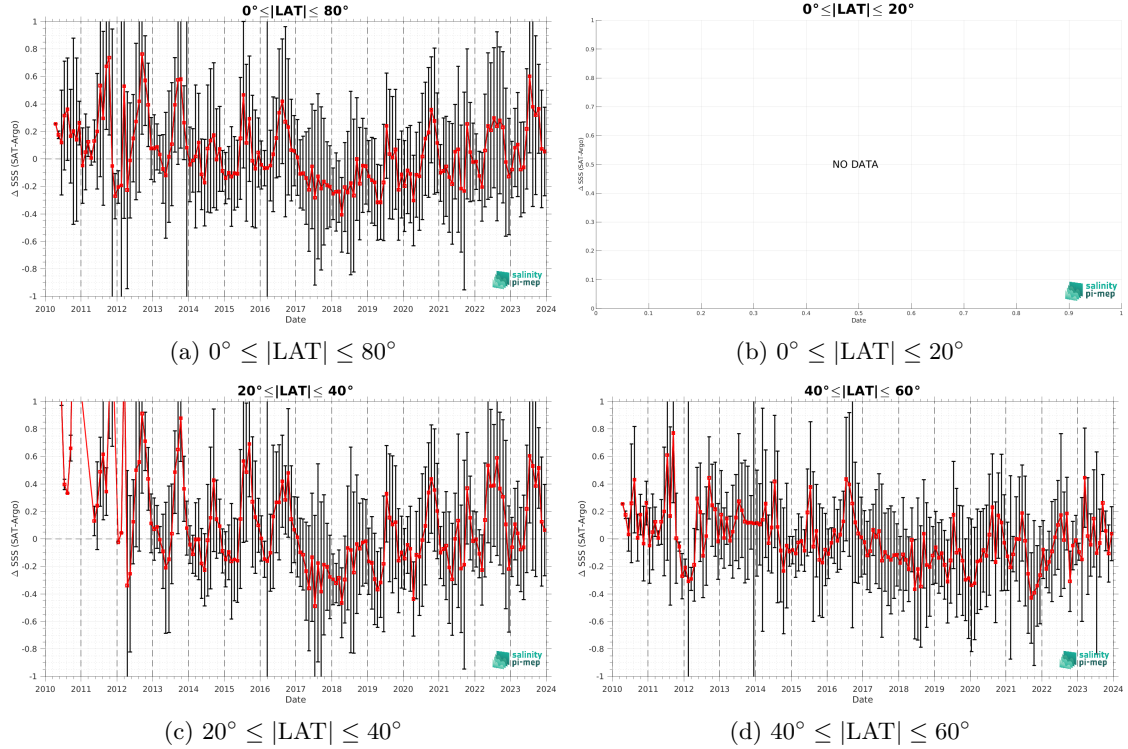 0°≤|LAT|≤ 80°
Δ SSS (SAT-Argo)
1
0.8
0.6
0.4
0.2
0
-0.2
-0.4
-0.6
-0.8
-1
2010 2011 2012 2013 2014 2015 2016 2017 2018 2019 2020 2021 2022 2023 2024
Date
salinity
pi-mep
(a) 0° ≤ |LAT| ≤ 80°
0°≤|LAT|≤ 20°
Δ SSS (SAT-Argo)
1
0.9
0.8
0.7
0.6
0.5
0.4
0.3
0.2
0.1
0
NO DATA
0 0.1 0.2 0.3 0.4 0.5 0.6 0.7 0.8 0.9 1
Date
salinity
pi-mep
(b) 0° ≤ |LAT| ≤ 20°
20°≤|LAT|≤ 40°
Δ SSS (SAT-Argo)
1
0.8
0.6
0.4
0.2
0
-0.2
-0.4
-0.6
-0.8
-1
2010 2011 2012 2013 2014 2015 2016 2017 2018 2019 2020 2021 2022 2023 2024
Date
salinity
pi-mep
(c) 20° ≤ |LAT| ≤ 40°
40°≤|LAT|≤ 60°
Δ SSS (SAT-Argo)
1
0.8
0.6
0.4
0.2
0
-0.2
-0.4
-0.6
-0.8
-1
2010 2011 2012 2013 2014 2015 2016 2017 2018 2019 2020 2021 2022 2023 2024
Date
salinity
pi-mep
(d) 40° ≤ |LAT| ≤ 60°